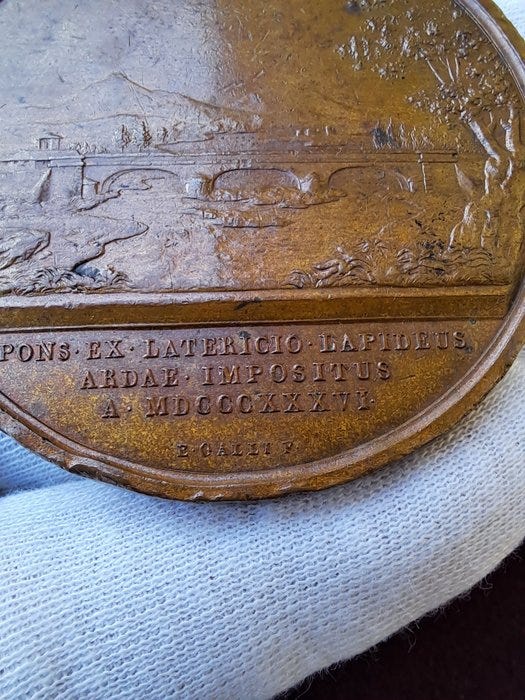 PONS·EX·LATERICIO·LAPIDEUS
ARDAE·IMPOSITUS
A·MDCCCXXXVI·
E·GALLI F.